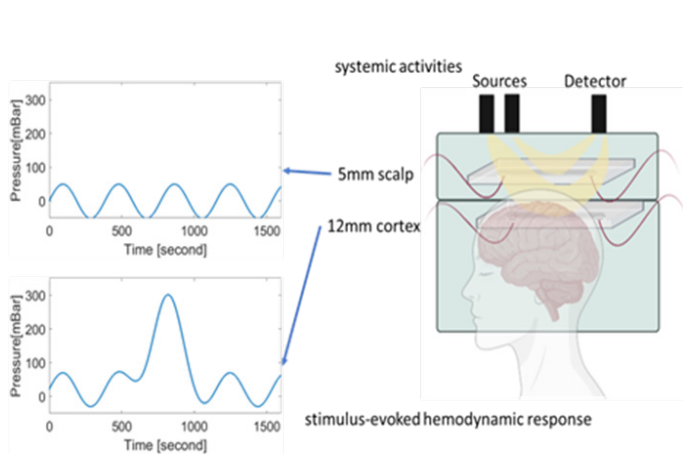 systemic activities
Sources
Detector
Pressure[mBar]
300
200
100
0
0
500
1000
1500
Time [second]
5mm scalp
12mm cortex
Pressure[mBar]
300
200
100
0
0
500
1000
1500
Time [second]
stimulus-evoked hemodynamic response